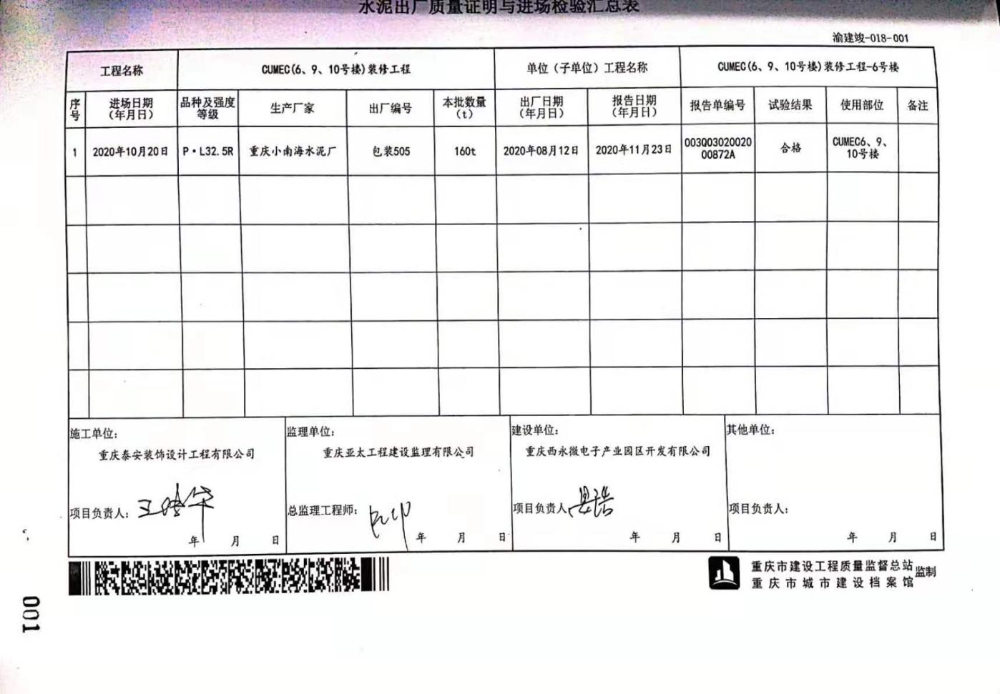 水泥出厂质量证明与进场检验汇总表
渝建竣-018-001
工程名称 CUMEC(6、9、10号楼)装修工程 单位（子单位）工程名称 CUMEC(6、9、10号楼)装修工程-6号楼
序号 进场日期（年月日） 品种及强度等级 生产厂家 出厂编号 本批数量（t） 出厂日期（年月日） 报告日期（年月日） 报告单编号 试验结果 使用部位 备注
1 2020年10月20日 P·L32.5R 重庆小南海水泥厂 包装505 160t 2020年08月12日 2020年11月23日 003Q0302002000872A 合格 CUMEC6、9、10号楼
施工单位：
重庆泰安装饰设计工程有限公司
项目负责人：
年 月 日
监理单位：
重庆亚太工程建设监理有限公司
总监理工程师：
年 月 日
建设单位：
重庆西永微电子产业园区开发有限公司
项目负责人
年 月 日
其他单位：
项目负责人：
年 月 日
重庆市建设工程质量监督总站
重庆市城市建设档案馆
监制
001